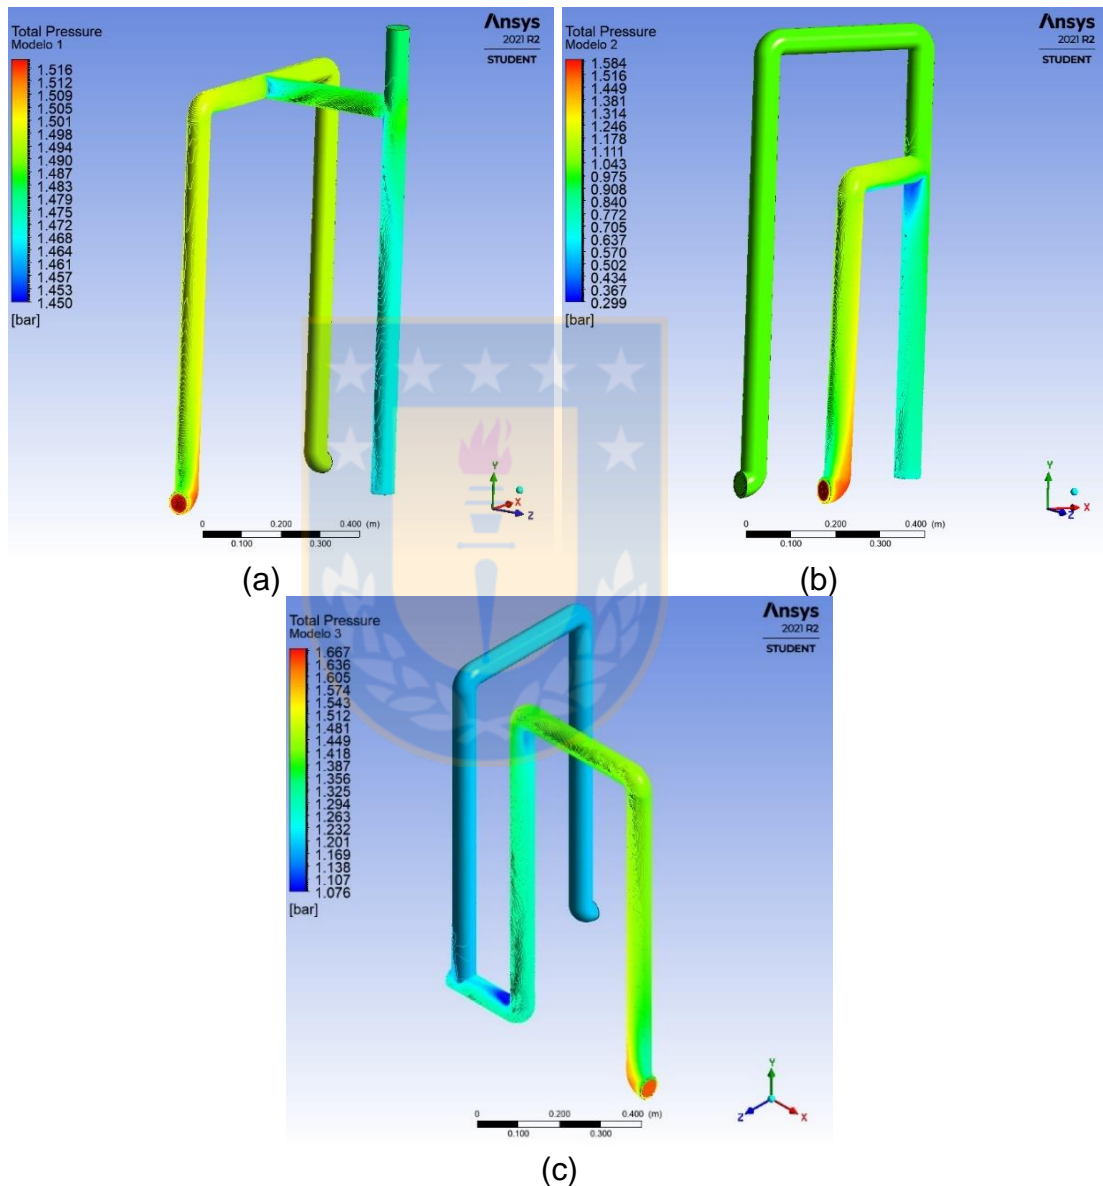 Total Pressure
Modelo 1
1.516
1.512
1.509
1.505
1.501
1.498
1.494
1.490
1.487
1.483
1.479
1.475
1.472
1.468
1.464
1.461
1.457
1.453
1.450
[bar]
Ansys
2021 R2
STUDENT
Y
X
Z
0 0.200 0.400 (m)
0.100 0.300
(a)
Total Pressure
Modelo 2
1.584
1.516
1.449
1.381
1.314
1.246
1.178
1.111
1.043
0.975
0.908
0.840
0.772
0.705
0.637
0.570
0.502
0.434
0.367
0.299
[bar]
Ansys
2021 R2
STUDENT
Y
X
Z
0 0.200 0.400 (m)
0.100 0.300
(b)
Total Pressure
Modelo 3
1.667
1.636
1.605
1.574
1.543
1.512
1.481
1.449
1.418
1.387
1.356
1.325
1.294
1.263
1.232
1.201
1.169
1.138
1.107
1.076
[bar]
Ansys
2021 R2
STUDENT
Y
Z X
0 0.200 0.400 (m)
0.100 0.300
(c)